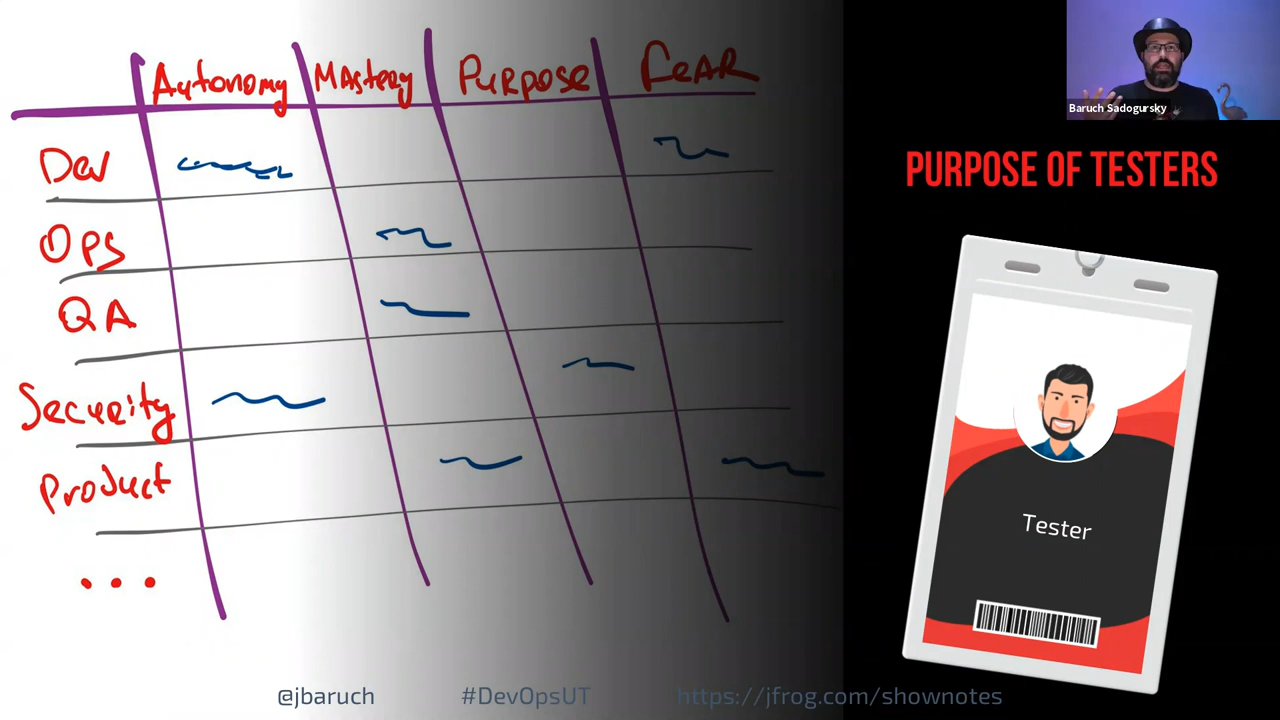 Autonomy Mastery Purpose Fear
Dev
Ops
QA
Security
Product
...
Baruch Sadogursky
PURPOSE OF TESTERS
Tester
@jbaruch #DevOpsUT https://jfrog.com/shownotes